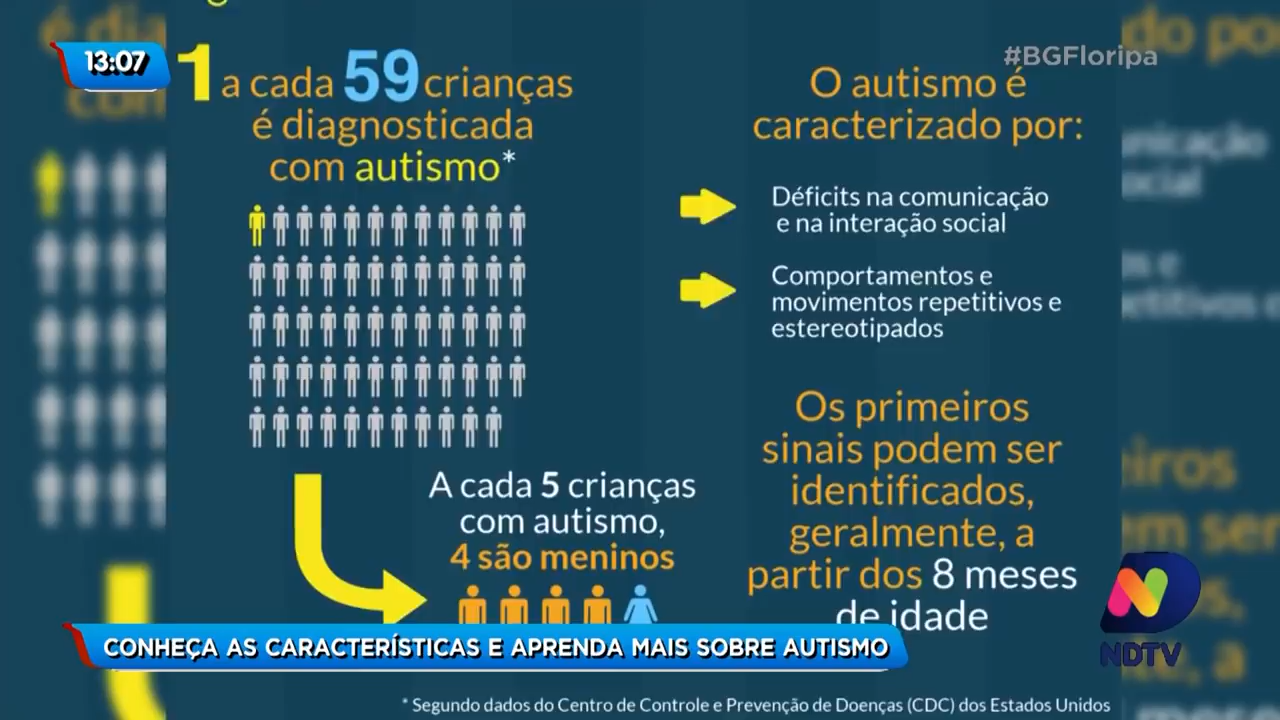 13:07
#BGFloripa
1 a cada 59 crianças
é diagnosticada
com autismo*
A cada 5 crianças
com autismo,
4 são meninos
O autismo é
caracterizado por:
Déficits na comunicação
e na interação social
Comportamentos e
movimentos repetitivos e
estereotipados
Os primeiros
sinais podem ser
identificados,
geralmente, a
partir dos 8 meses
de idade
NDTV
CONHEÇA AS CARACTERÍSTICAS E APRENDA MAIS SOBRE AUTISMO
* Segundo dados do Centro de Controle e Prevenção de Doenças (CDC) dos Estados Unidos